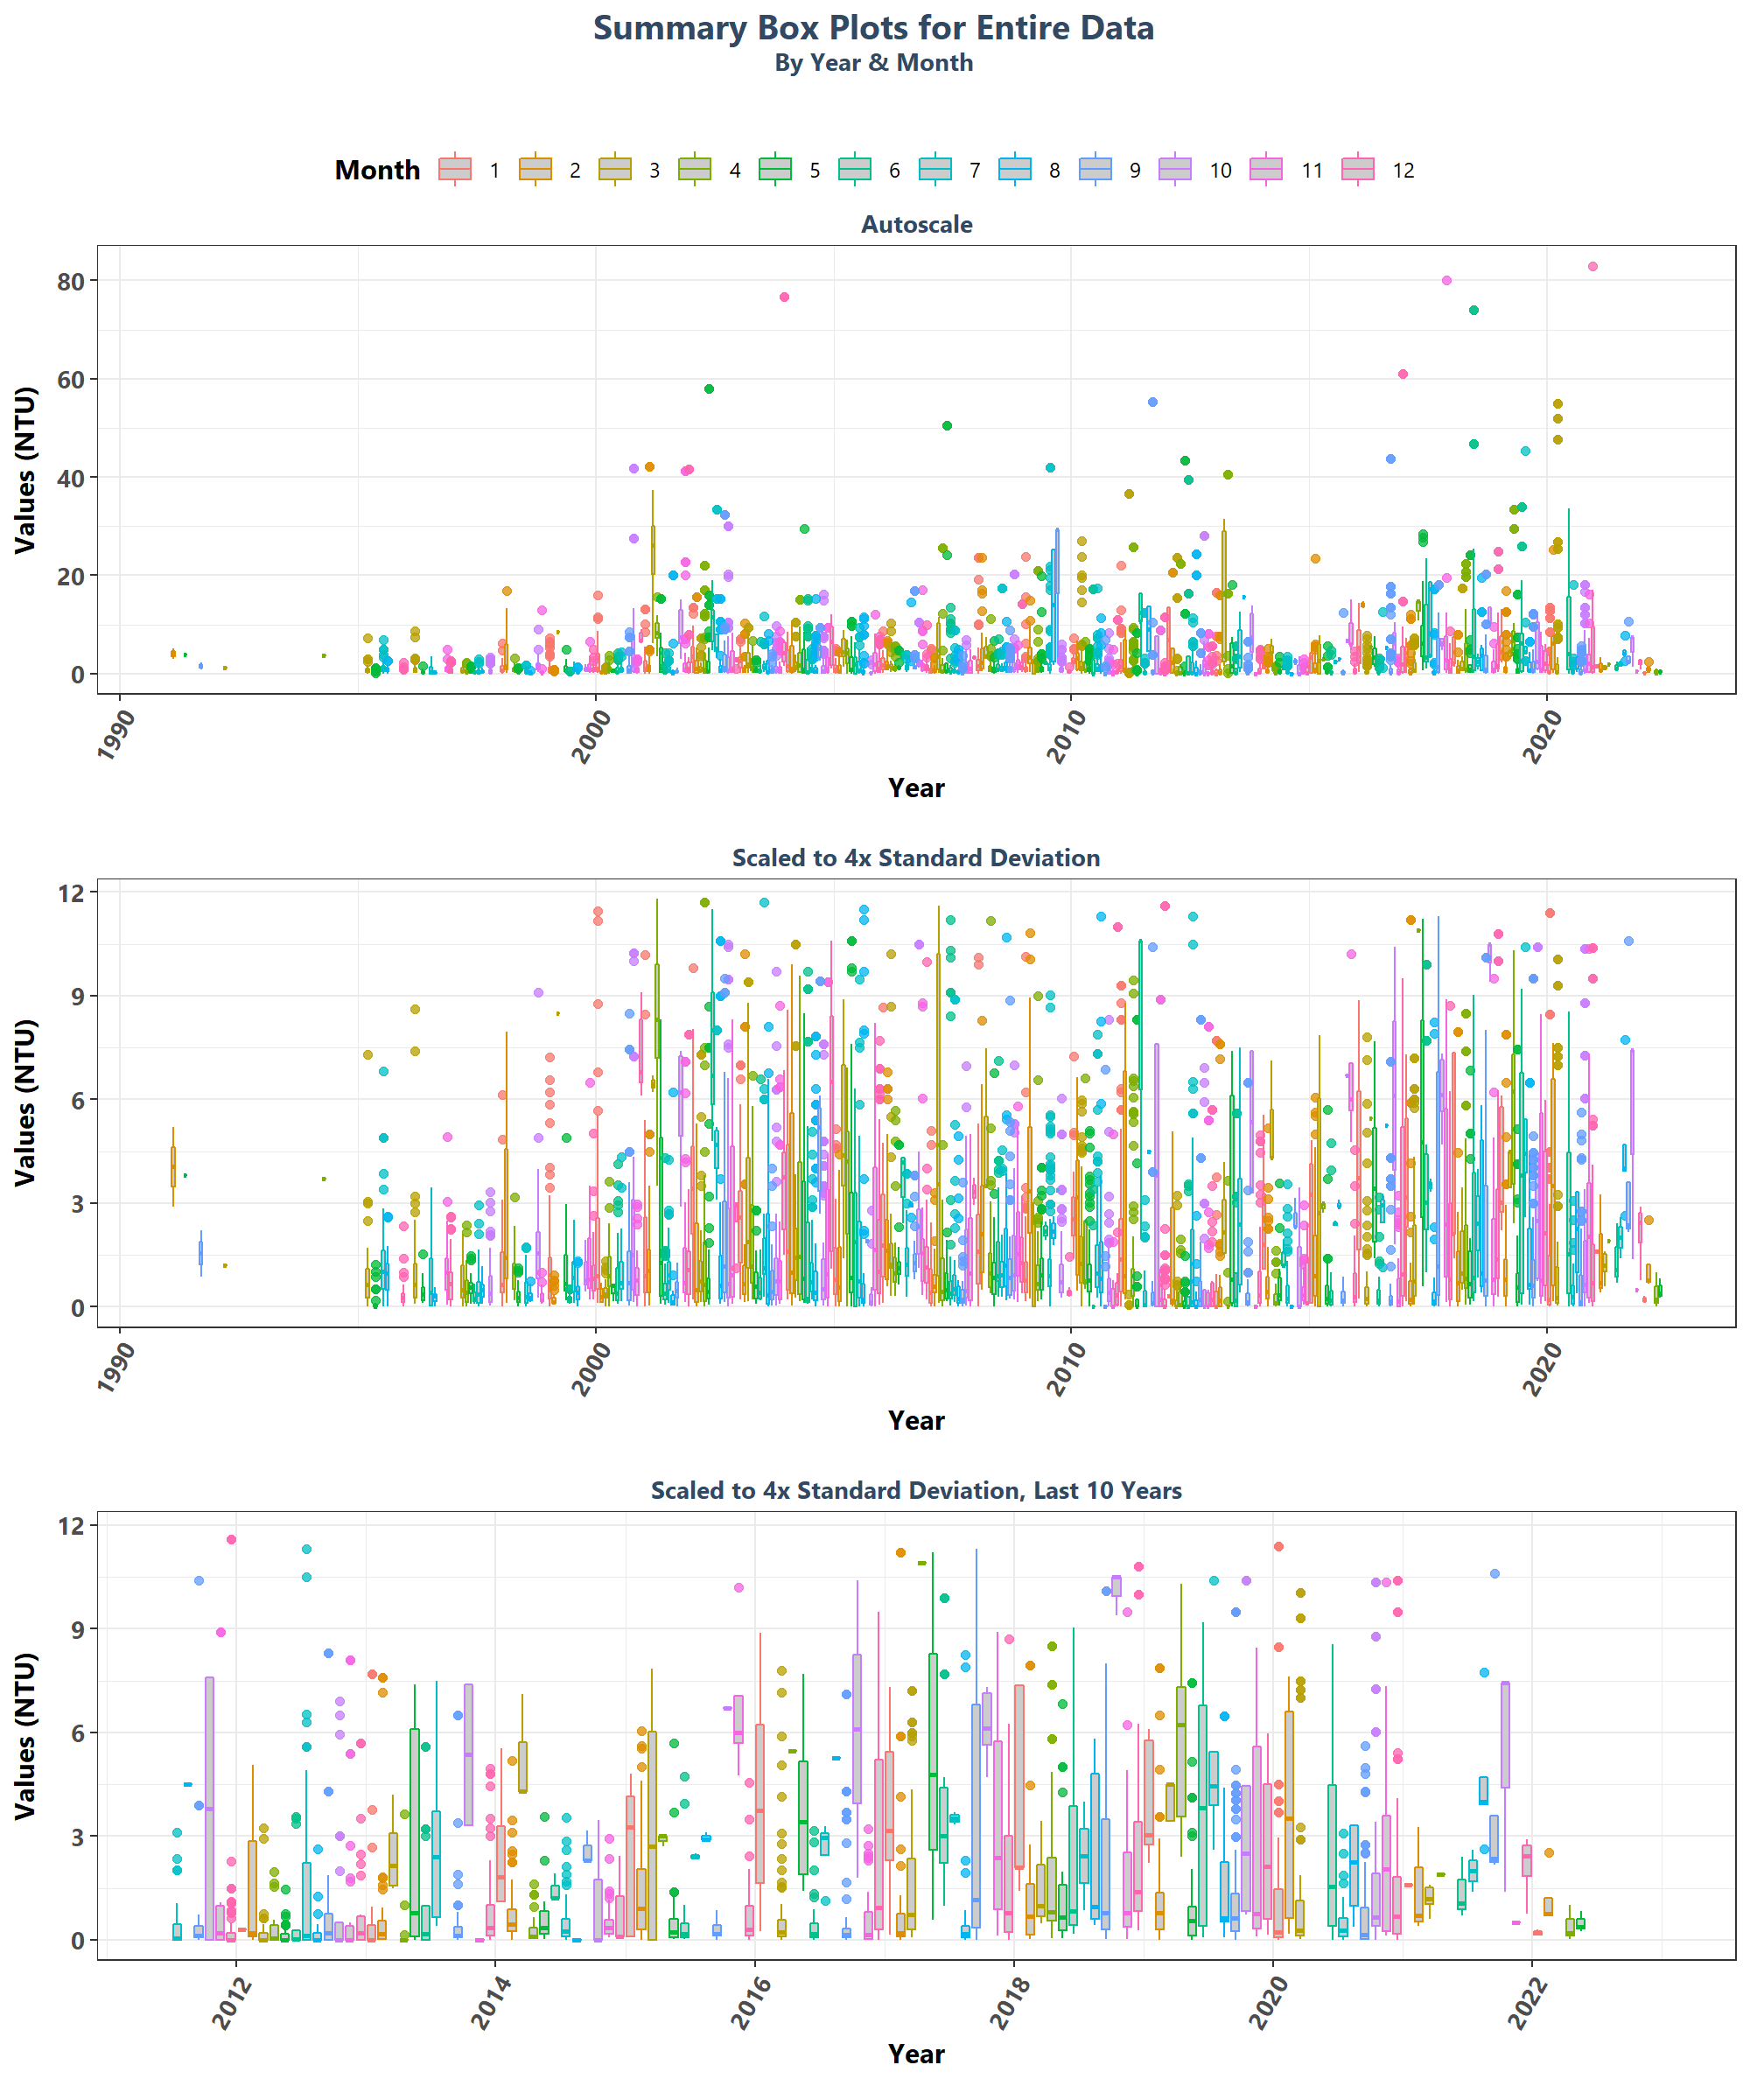 Summary Box Plots for Entire Data
By Year & Month
Month 1 2 3 4 5 6 7 8 9 10 11 12
Autoscale
Values (NTU)
80
60
40
20
0
1990 2000 2010 2020
Year
Scaled to 4x Standard Deviation
Values (NTU)
12
9
6
3
0
1990 2000 2010 2020
Year
Scaled to 4x Standard Deviation, Last 10 Years
Values (NTU)
12
9
6
3
0
2012 2014 2016 2018 2020 2022
Year